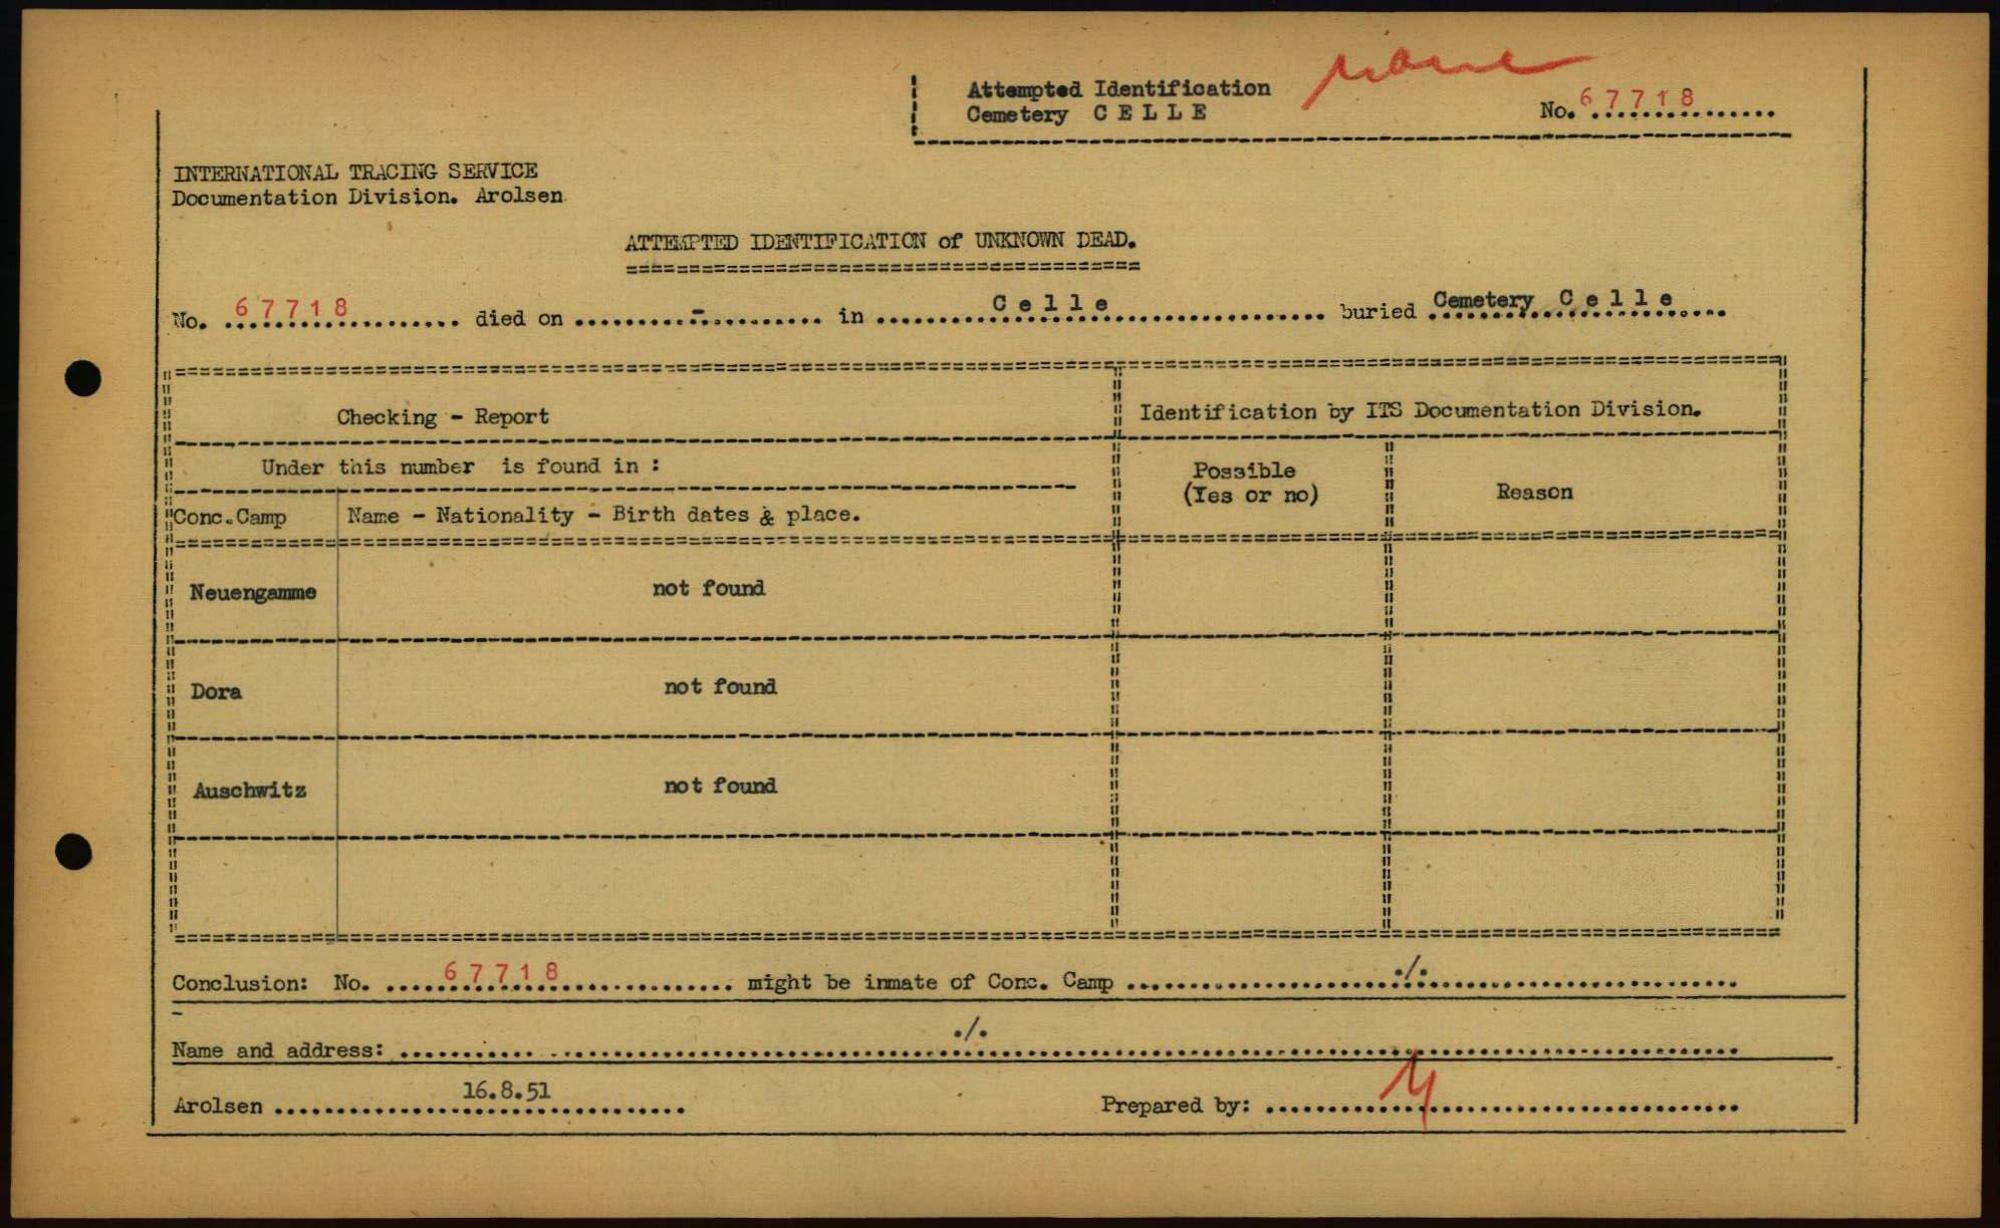 Attempted Identification
Cemetery C E L L E
No. 67718
INTERNATIONAL TRACING SERVICE
Documentation Division. Arolsen
ATTEMPTED IDENTIFICATION of UNKNOWN DEAD.
No. 67718 died on - in C e l l e buried Cemetery C e l l e
Checking - Report
Identification by ITS Documentation Division.
Under this number is found in :
Possible
(Yes or no)
Reason
Conc.Camp
Name - Nationality - Birth dates & place.
Neuengamme not found
Dora not found
Auschwitz not found
Conclusion: No. 67718 might be inmate of Conc. Camp ./.
Name and address: ./.
Arolsen 16.8.51
Prepared by: